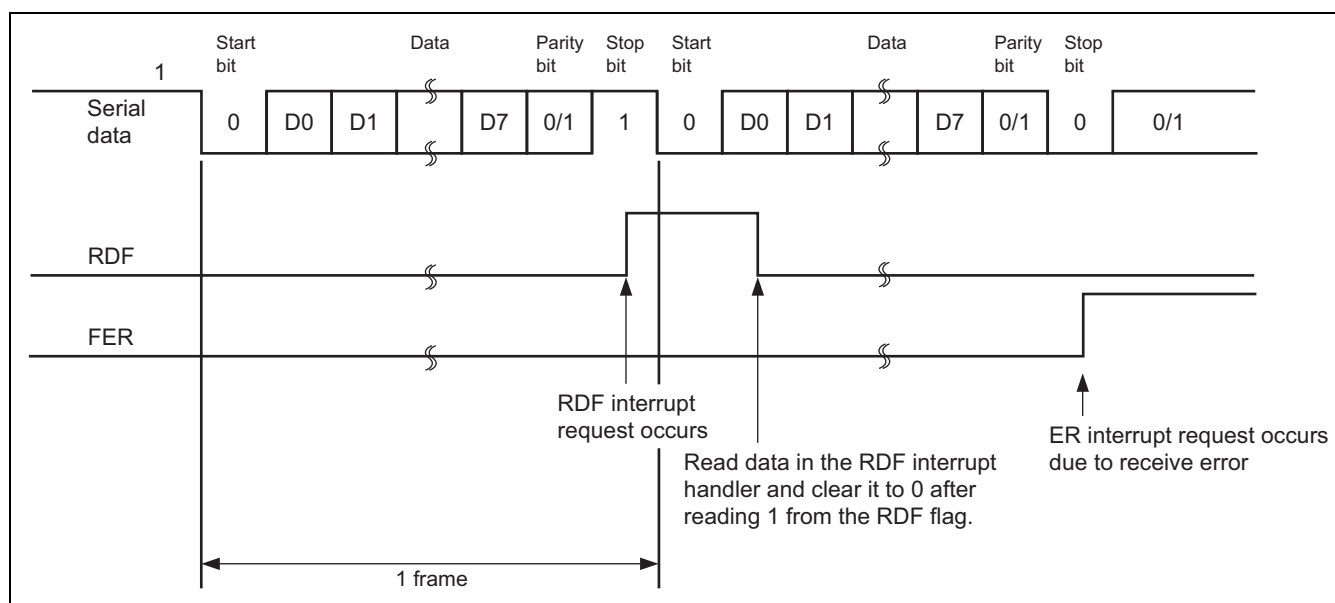 Start
bit
Data
Parity
bit
Stop
bit
Start
bit
Data
Parity
bit
Stop
bit
1
Serial
data
0 D0 D1 D7 0/1 1 0 D0 D1 D7 0/1 0 0/1
RDF
FER
RDF interrupt
request occurs
Read data in the RDF interrupt
handler and clear it to 0 after
reading 1 from the RDF flag.
ER interrupt request occurs
due to receive error
1 frame